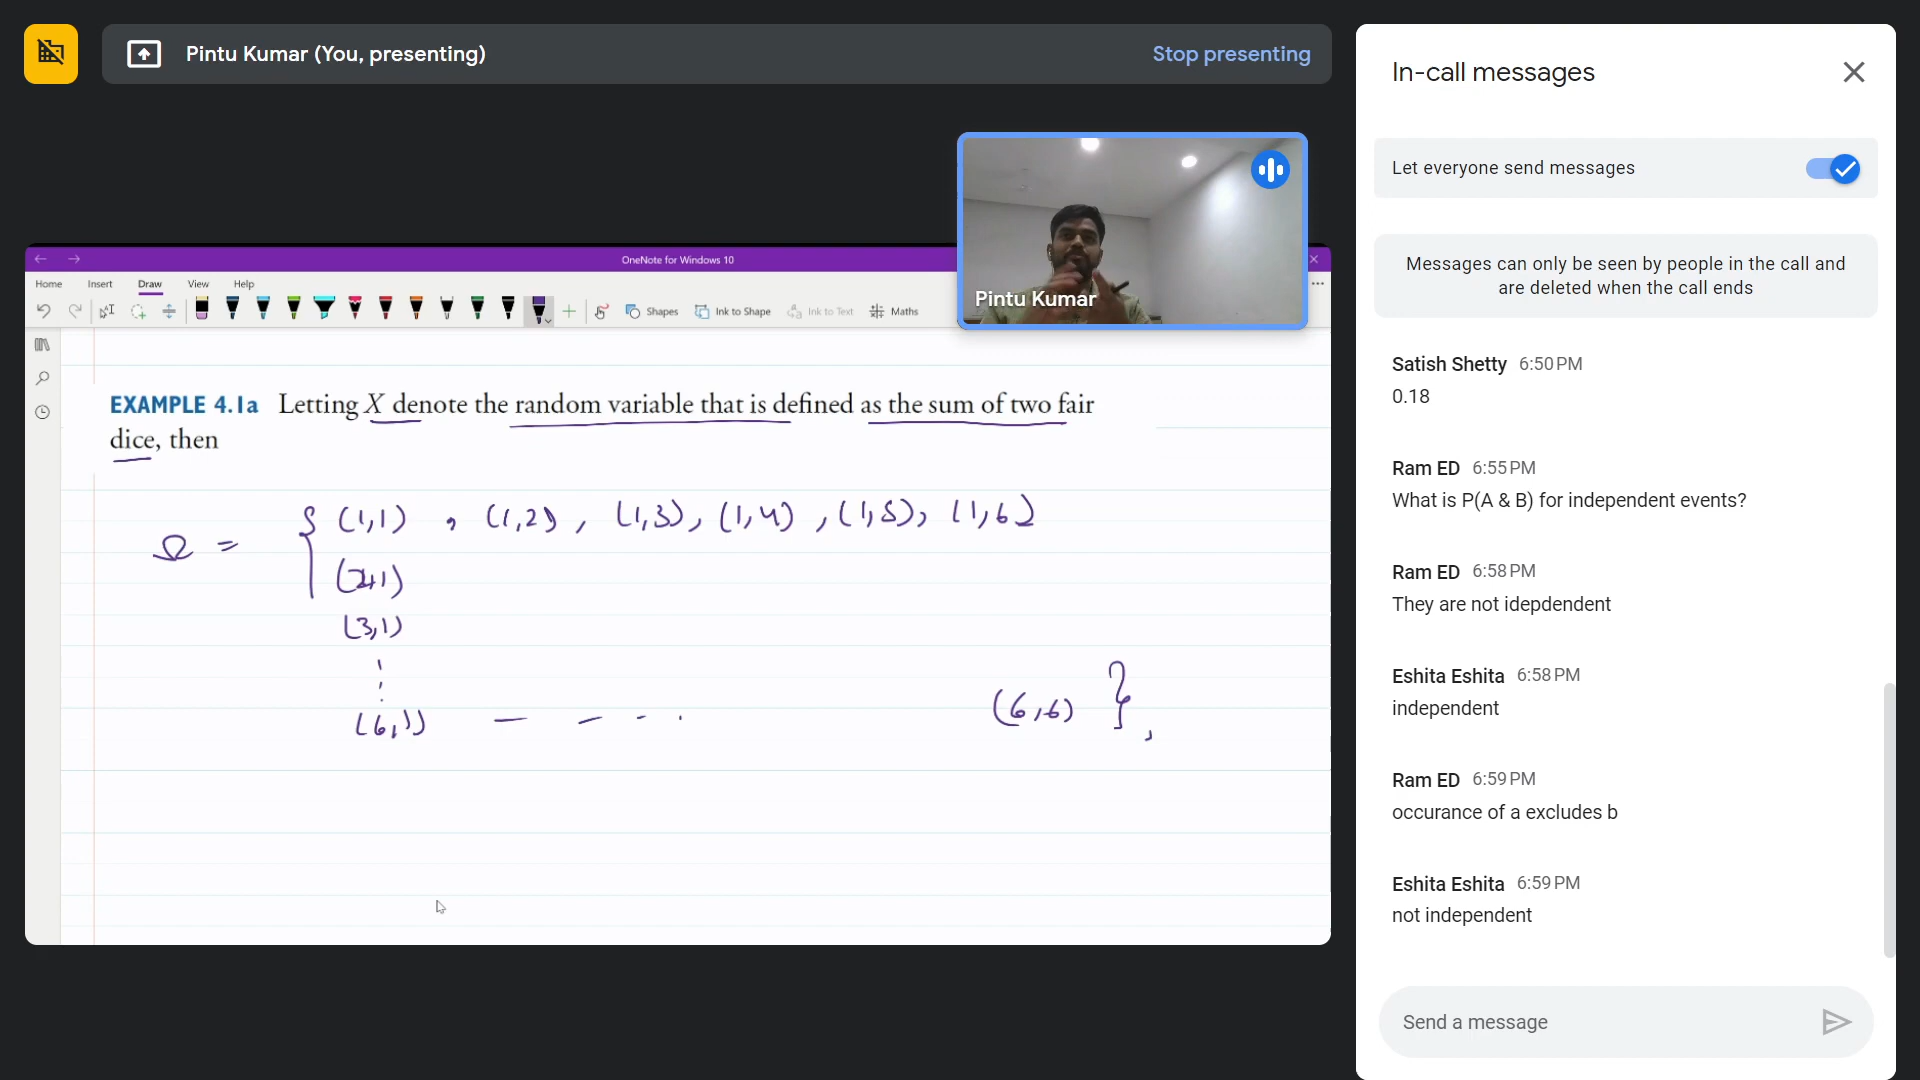 Pintu Kumar (You, presenting)
Stop presenting
In-call messages
Let everyone send messages
Messages can only be seen by people in the call and
are deleted when the call ends
Satish Shetty 6:50 PM
0.18
Ram ED 6:55 PM
What is P(A & B) for independent events?
Ram ED 6:58 PM
They are not idepdendent
Eshita Eshita 6:58 PM
independent
Ram ED 6:59 PM
occurance of a excludes b
Eshita Eshita 6:59 PM
not independent
Send a message
Pintu Kumar
OneNote for Windows 10
Home Insert Draw View Help
Shapes Ink to Shape Ink to Text Maths
EXAMPLE 4.1a Letting X denote the random variable that is defined as the sum of two fair
dice, then
Ω = { (1,1) , (1,2) , (1,3), (1,4) , (1,5), (1,6)
(2,1)
(3,1)
(6,1) — — - . (6,6) } ,